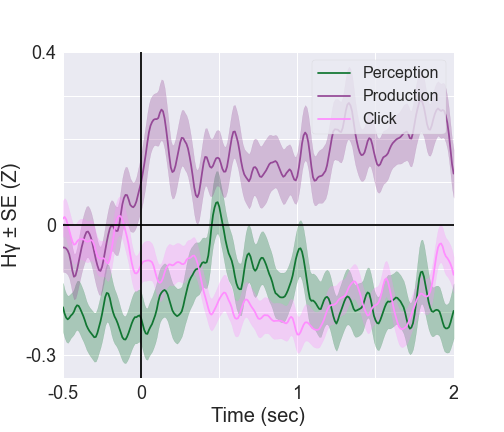 0.4
0
-0.3
Hγ ± SE (Z)
Perception
Production
Click
-0.5 0 1 2
Time (sec)